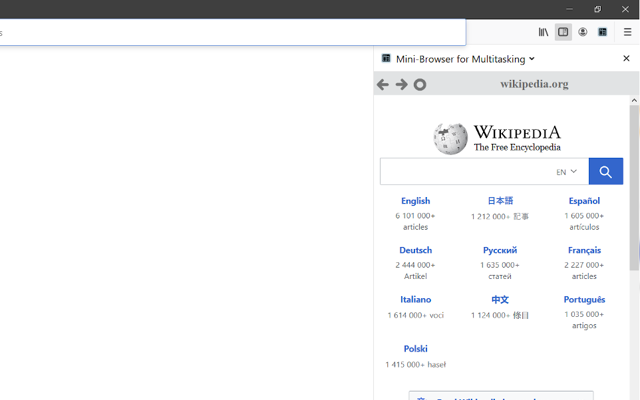 s
Mini-Browser for Multitasking
wikipedia.org
WIKIPEDIA
The Free Encyclopedia
EN
English
6 101 000+
articles
日本語
1 212 000+ 記事
Español
1 605 000+
artículos
Deutsch
2 444 000+
Artikel
Русский
1 635 000+
статей
Français
2 227 000+
articles
Italiano
1 614 000+ voci
中文
1 124 000+ 條目
Português
1 035 000+
artigos
Polski
1 415 000+ haseł